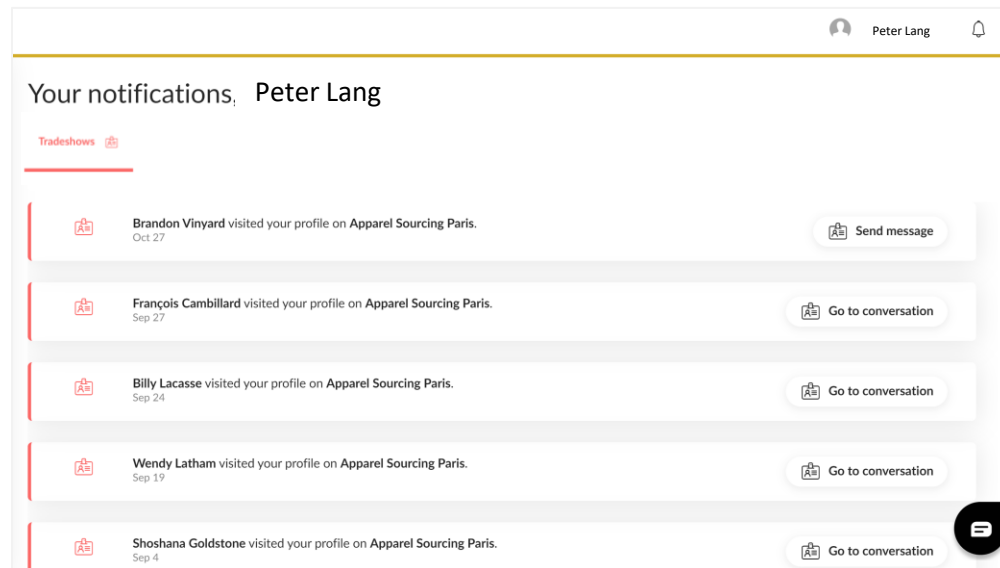 Peter Lang
Your notifications, Peter Lang
Tradeshows
Brandon Vinyard visited your profile on Apparel Sourcing Paris.
Oct 27
Send message
François Cambillard visited your profile on Apparel Sourcing Paris.
Sep 27
Go to conversation
Billy Lacasse visited your profile on Apparel Sourcing Paris.
Sep 24
Go to conversation
Wendy Latham visited your profile on Apparel Sourcing Paris.
Sep 19
Go to conversation
Shoshana Goldstone visited your profile on Apparel Sourcing Paris.
Sep 4
Go to conversation